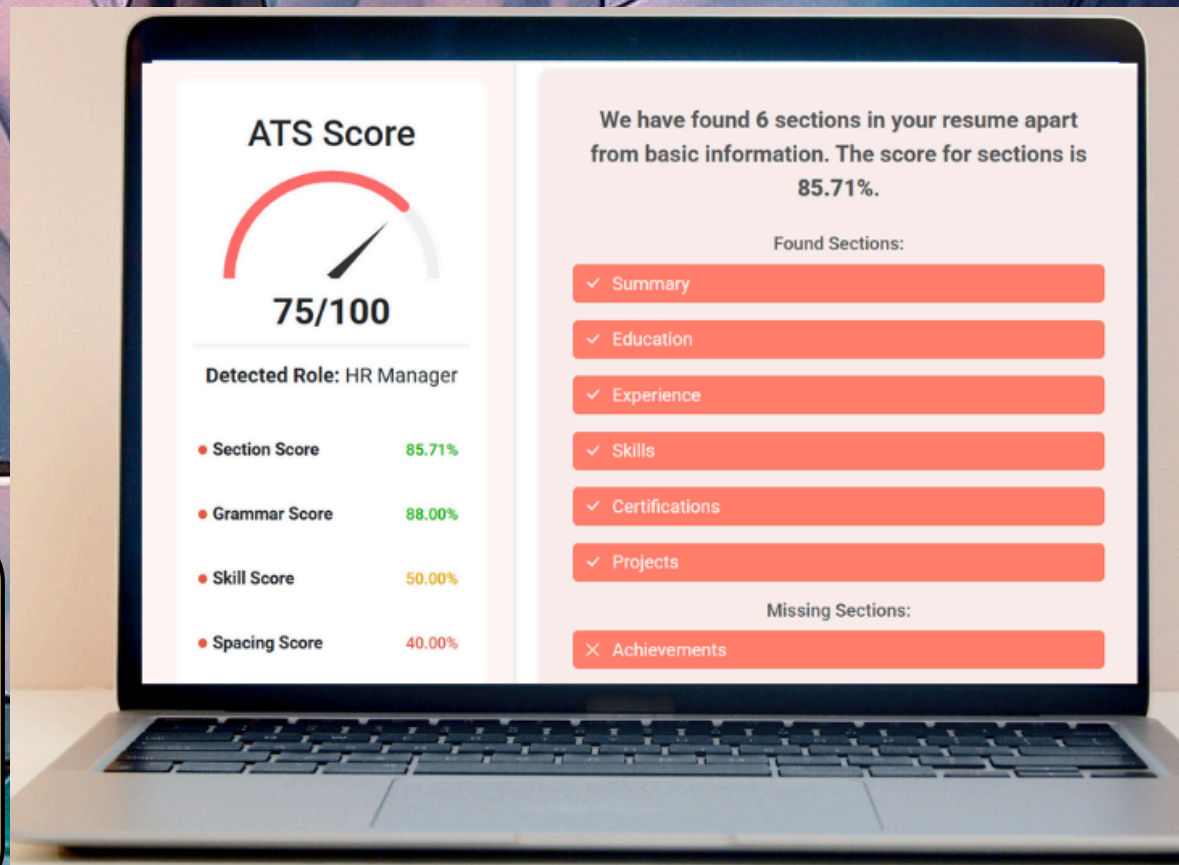 ATS Score
75/100
Detected Role: HR Manager
Section Score 85.71%
Grammar Score 88.00%
Skill Score 50.00%
Spacing Score 40.00%
We have found 6 sections in your resume apart
from basic information. The score for sections is
85.71%.
Found Sections:
Summary
Education
Experience
Skills
Certifications
Projects
Missing Sections:
Achievements